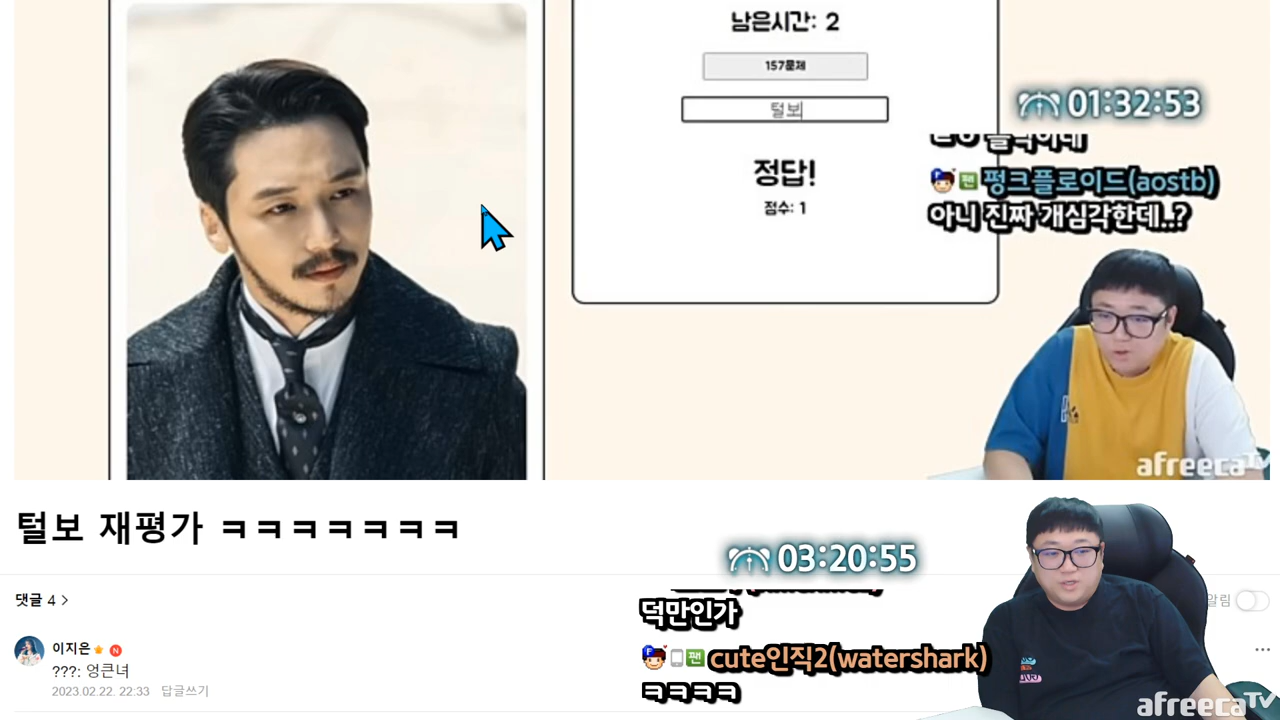 남은시간: 2
157문제
털보
정답!
점수: 1
01:32:53
펑크플로이드(aostb)
아니 진짜 개심각한데..?
afreecaTV
털보 재평가 ㅋㅋㅋㅋㅋㅋㅋ
03:20:55
댓글 4 >
알림
덕만인가
이지은
N
???: 엉큰녀
2023.02.22. 22:33 답글쓰기
팬 cute인직2(watershark)
ㅋㅋㅋㅋ
afreecaTV